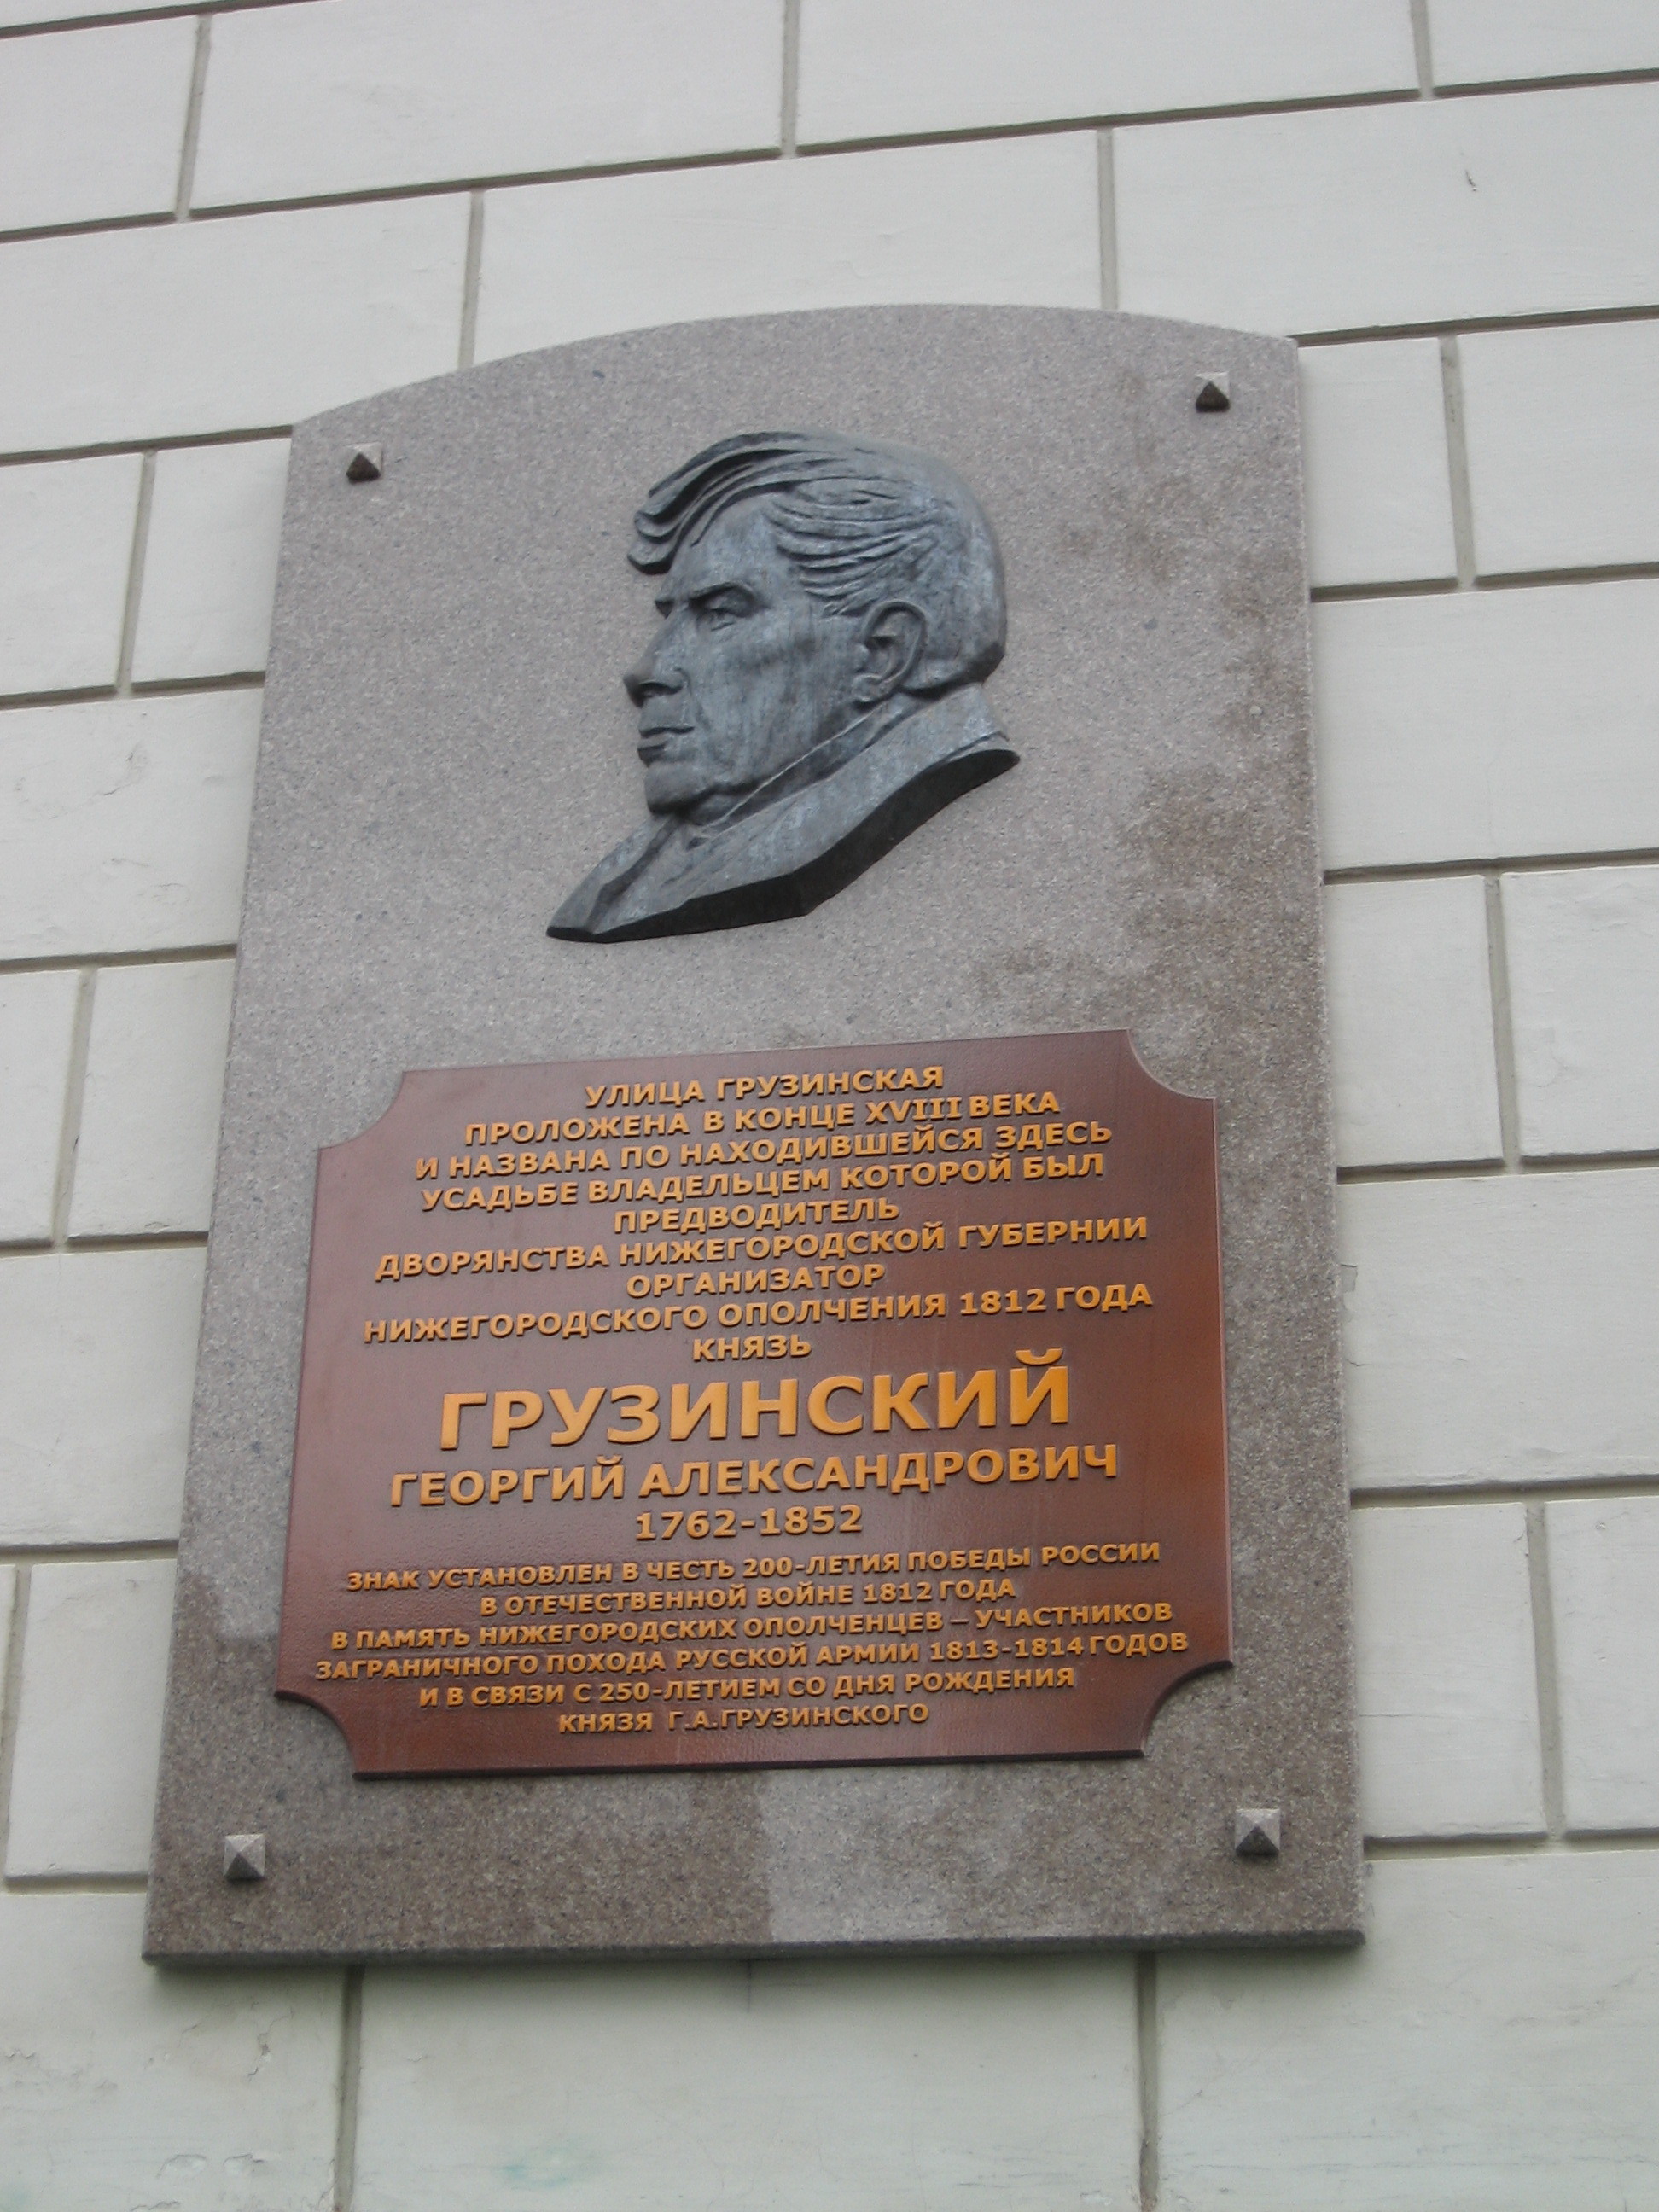 УЛИЦА ГРУЗИНСКАЯ
ПРОЛОЖЕНА В КОНЦЕ XVIII ВЕКА
И НАЗВАНА ПО НАХОДИВШЕЙСЯ ЗДЕСЬ
УСАДЬБЕ ВЛАДЕЛЬЦЕМ КОТОРОЙ БЫЛ
ПРЕДВОДИТЕЛЬ
ДВОРЯНСТВА НИЖЕГОРОДСКОЙ ГУБЕРНИИ
ОРГАНИЗАТОР
НИЖЕГОРОДСКОГО ОПОЛЧЕНИЯ 1812 ГОДА
КНЯЗЬ
ГРУЗИНСКИЙ
ГЕОРГИЙ АЛЕКСАНДРОВИЧ
1762-1852
ЗНАК УСТАНОВЛЕН В ЧЕСТЬ 200-ЛЕТИЯ ПОБЕДЫ РОССИИ
В ОТЕЧЕСТВЕННОЙ ВОЙНЕ 1812 ГОДА
В ПАМЯТЬ НИЖЕГОРОДСКИХ ОПОЛЧЕНЦЕВ – УЧАСТНИКОВ
ЗАГРАНИЧНОГО ПОХОДА РУССКОЙ АРМИИ 1813-1814 ГОДОВ
И В СВЯЗИ С 250-ЛЕТИЕМ СО ДНЯ РОЖДЕНИЯ
КНЯЗЯ Г.А.ГРУЗИНСКОГО